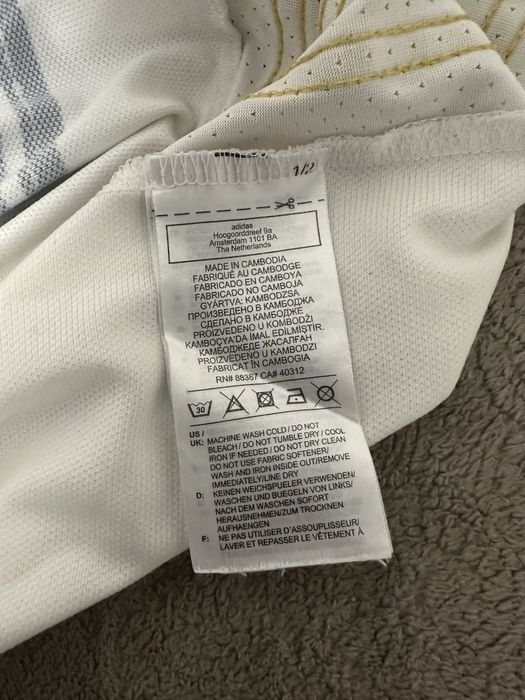 1/2
adidas
Hoogoorddreef 9a
Amsterdam 1101 BA
The Netherlands
MADE IN CAMBODIA
FABRIQUÉ AU CAMBODGE
FABRICADO EN CAMBOYA
FABRICADO NO CAMBOJA
GYÁRTVA: KAMBODZSA
ПРОИЗВЕДЕНО В КАМБОДЖА
СДЕЛАНО В КАМБОДЖЕ
PROIZVEDENO U KOMBODŽI
KAMBOÇYA'DA İMAL EDİLMİŞTİR.
КАМБОДЖЕДЕ ЖАСАЛҒАН
PROIZVEDENO U KAMBODZI
FABRICAT ÎN CAMBOGIA
RN# 88387 CA# 40312
30
US /
UK: MACHINE WASH COLD / DO NOT
BLEACH / DO NOT TUMBLE DRY / COOL
IRON IF NEEDED / DO NOT DRY CLEAN
DO NOT USE FABRIC SOFTENER/
WASH AND IRON INSIDE OUT/REMOVE
IMMEDIATELY/LINE DRY
D: KEINEN WEICHSPUELER VERWENDEN/
WASCHEN UND BUEGELN VON LINKS/
NACH DEM WASCHEN SOFORT
HERAUSNEHMEN/ZUM TROCKNEN
AUFHAENGEN
F: NE PAS UTILISER D'ASSOUPLISSEUR/
LAVER ET REPASSER LE VÊTEMENT À